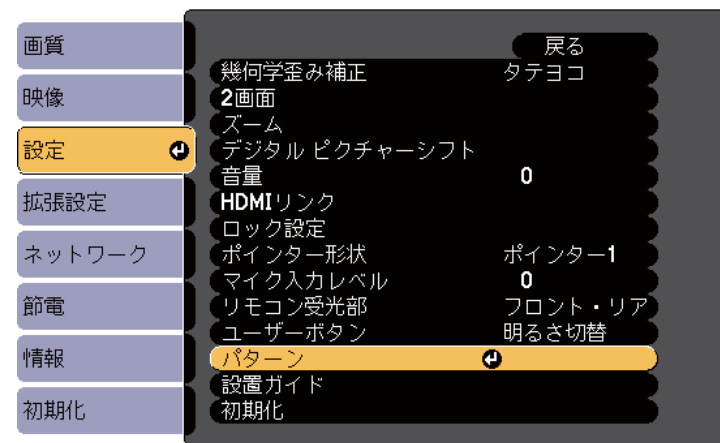 画質
映像
設定
拡張設定
ネットワーク
節電
情報
初期化
戻る
幾何学歪み補正 タテヨコ
2画面
ズーム
デジタル ピクチャーシフト
音量 0
HDMIリンク
ロック設定
ポインター形状 ポインター1
マイク入力レベル 0
リモコン受光部 フロント・リア
ユーザーボタン 明るさ切替
パターン
設置ガイド
初期化